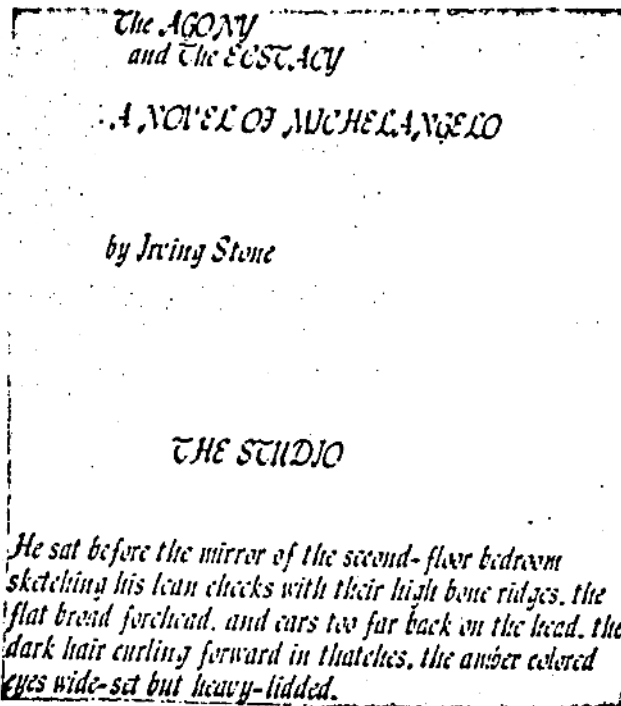 The AGONY
and The ECSTACY
A NOVEL OF MICHELANGELO
by Irving Stone
THE STUDIO
He sat before the mirror of the second-floor bedroom
sketching his lean cheeks with their high bone ridges, the
flat broad forehead, and ears too far back on the head, the
dark hair curling forward in thatches, the amber colored
eyes wide-set but heavy-lidded.